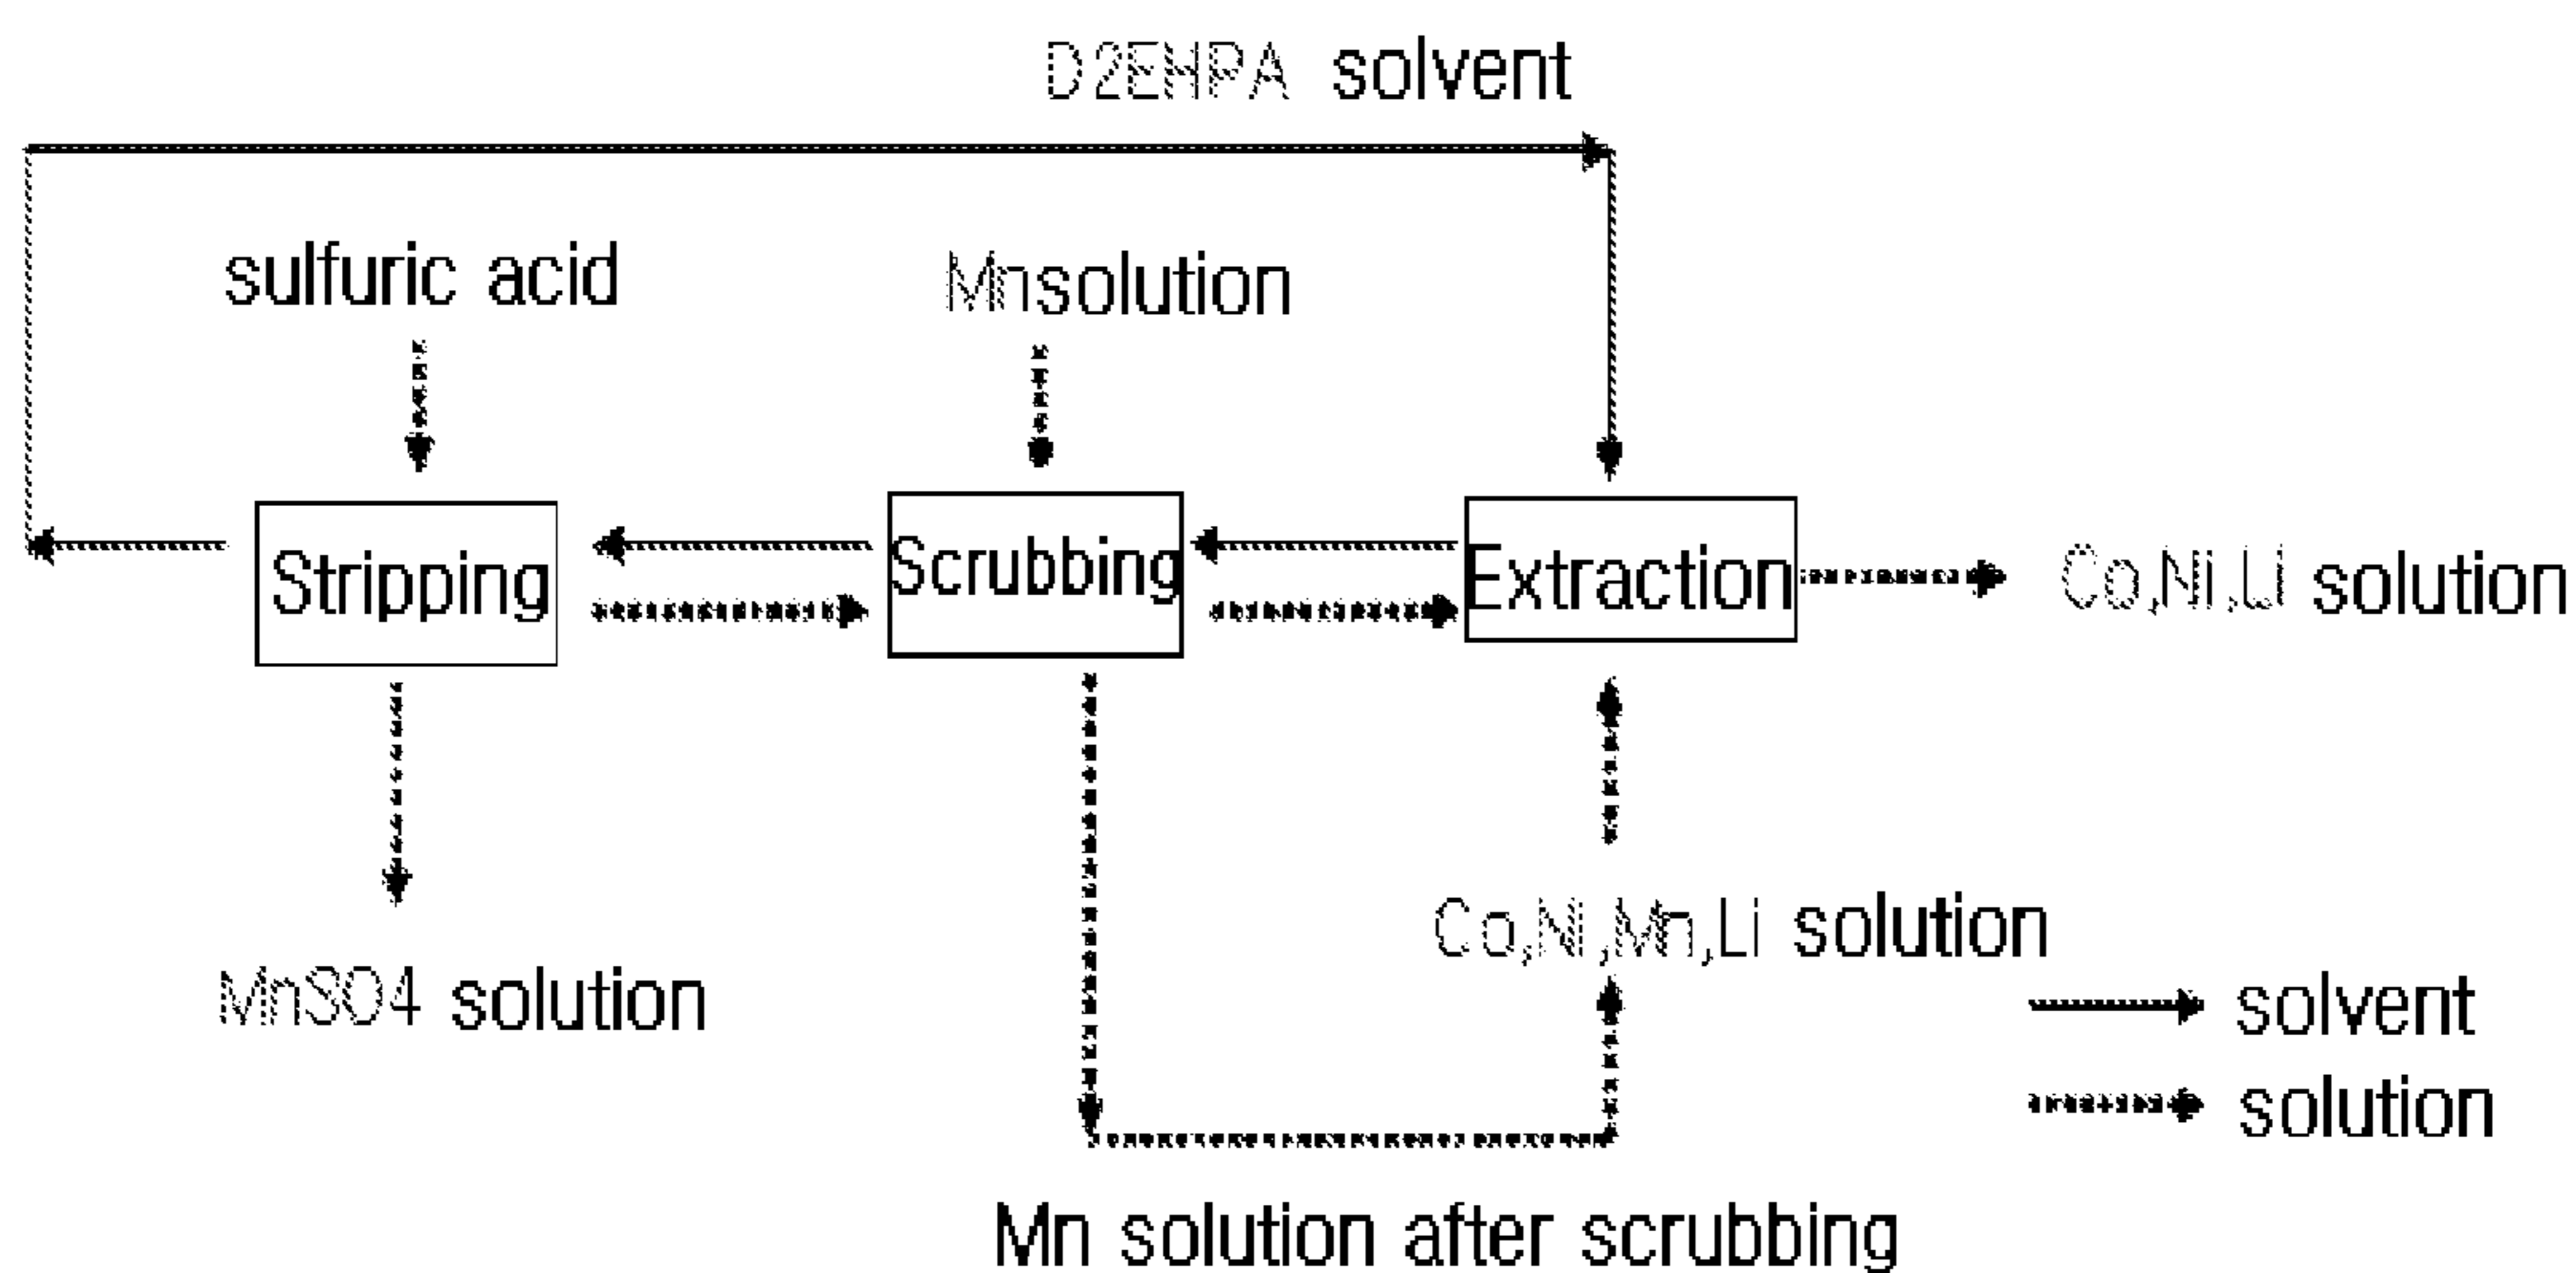 D2EHPA solvent
sulfuric acid
Mnsolution
Stripping
Scrubbing
Extraction
Co,Ni,Li solution
Co,Ni,Mn,Li solution
MnSO4 solution
solvent
solution
Mn solution after scrubbing